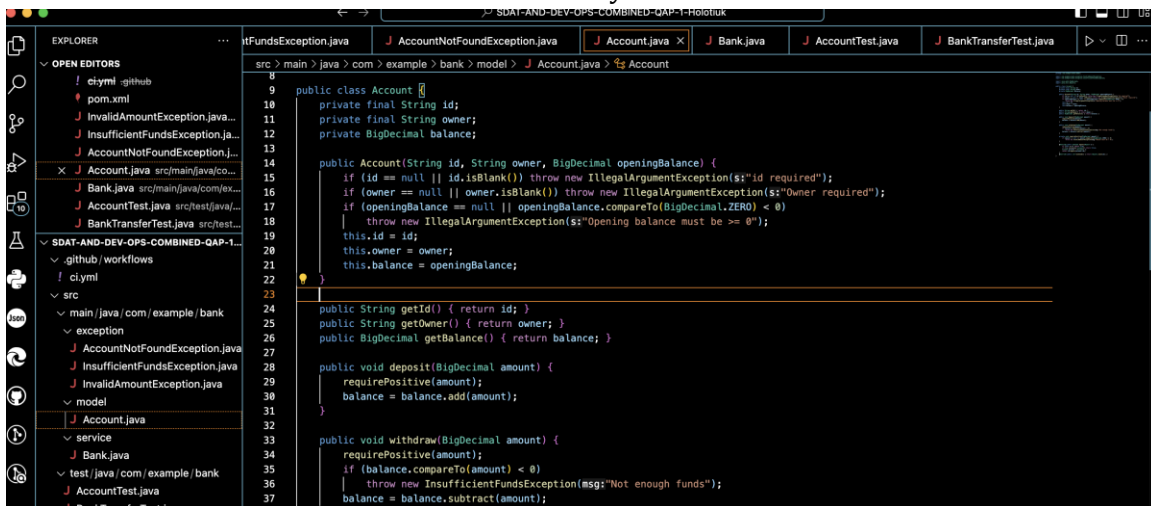 SDAT-AND-DEV-OPS-COMBINED-QAP-1-Holotiuk
EXPLORER
OPEN EDITORS
! ci.yml .github
pom.xml
J InvalidAmountException.java...
J InsufficientFundsException.ja...
J AccountNotFoundException.j...
× J Account.java src/main/java/co...
J Bank.java src/main/java/com/ex...
J AccountTest.java src/test/java/...
J BankTransferTest.java src/test...
SDAT-AND-DEV-OPS-COMBINED-QAP-1...
.github/workflows
! ci.yml
src
main/java/com/example/bank
exception
J AccountNotFoundException.java
J InsufficientFundsException.java
J InvalidAmountException.java
model
J Account.java
service
J Bank.java
test/java/com/example/bank
J AccountTest.java
10
Json
ntFundsException.java J AccountNotFoundException.java J Account.java × J Bank.java J AccountTest.java J BankTransferTest.java
src > main > java > com > example > bank > model > J Account.java > Account
8
9 public class Account {
10 private final String id;
11 private final String owner;
12 private BigDecimal balance;
13
14 public Account(String id, String owner, BigDecimal openingBalance) {
15 if (id == null || id.isBlank()) throw new IllegalArgumentException(s:"id required");
16 if (owner == null || owner.isBlank()) throw new IllegalArgumentException(s:"Owner required");
17 if (openingBalance == null || openingBalance.compareTo(BigDecimal.ZERO) < 0)
18 throw new IllegalArgumentException(s:"Opening balance must be >= 0");
19 this.id = id;
20 this.owner = owner;
21 this.balance = openingBalance;
22 }
23
24 public String getId() { return id; }
25 public String getOwner() { return owner; }
26 public BigDecimal getBalance() { return balance; }
27
28 public void deposit(BigDecimal amount) {
29 requirePositive(amount);
30 balance = balance.add(amount);
31 }
32
33 public void withdraw(BigDecimal amount) {
34 requirePositive(amount);
35 if (balance.compareTo(amount) < 0)
36 throw new InsufficientFundsException(msg:"Not enough funds");
37 balance = balance.subtract(amount);